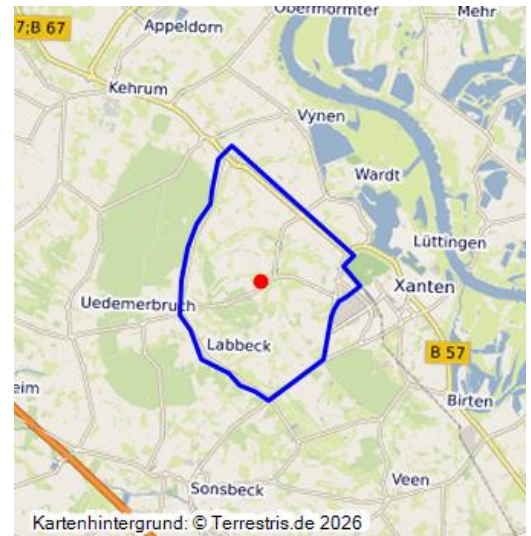 Obermörmter
Mehr
7;B 67
Appeldorn
Kehrum
Vynen
Wardt
Lüttingen
Xanten
Uedemerbruch
Labbeck
B 57
eim
Birten
Veen
Sonsbeck
Kartenhintergrund: © Terrestris.de 2026